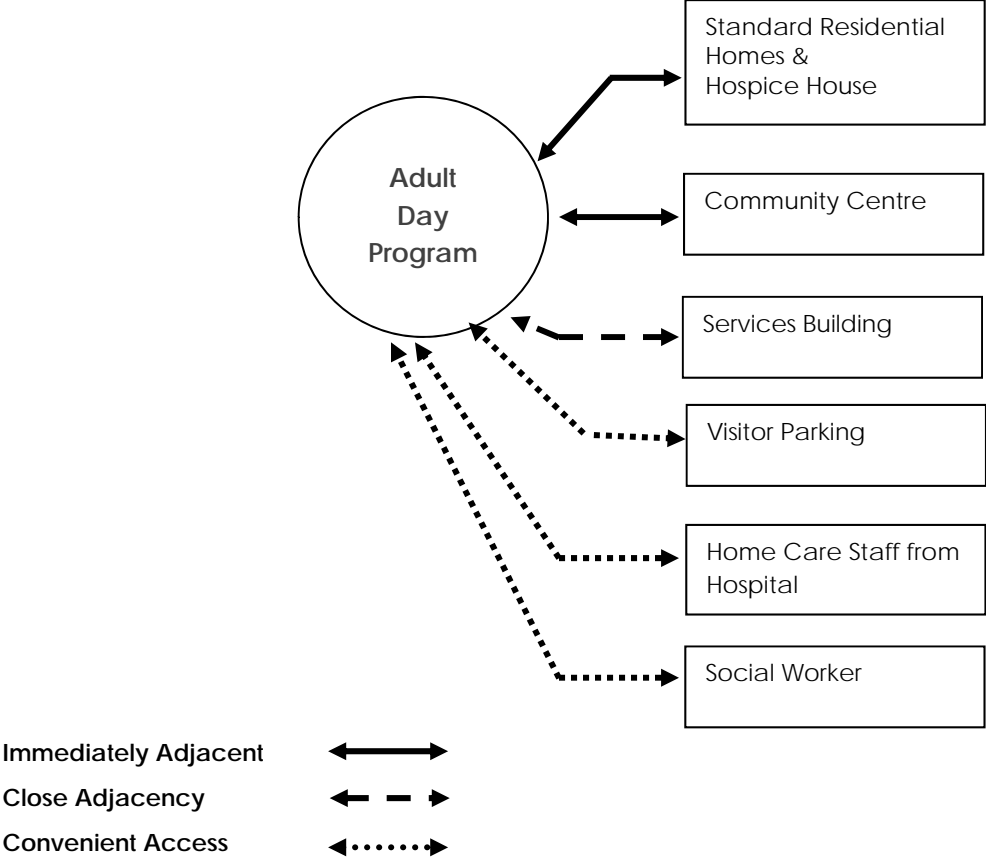 Standard Residential
Homes &
Hospice House
Adult
Day
Program
Community Centre
Services Building
Visitor Parking
Home Care Staff from
Hospital
Social Worker
Immediately Adjacent
Close Adjacency
Convenient Access